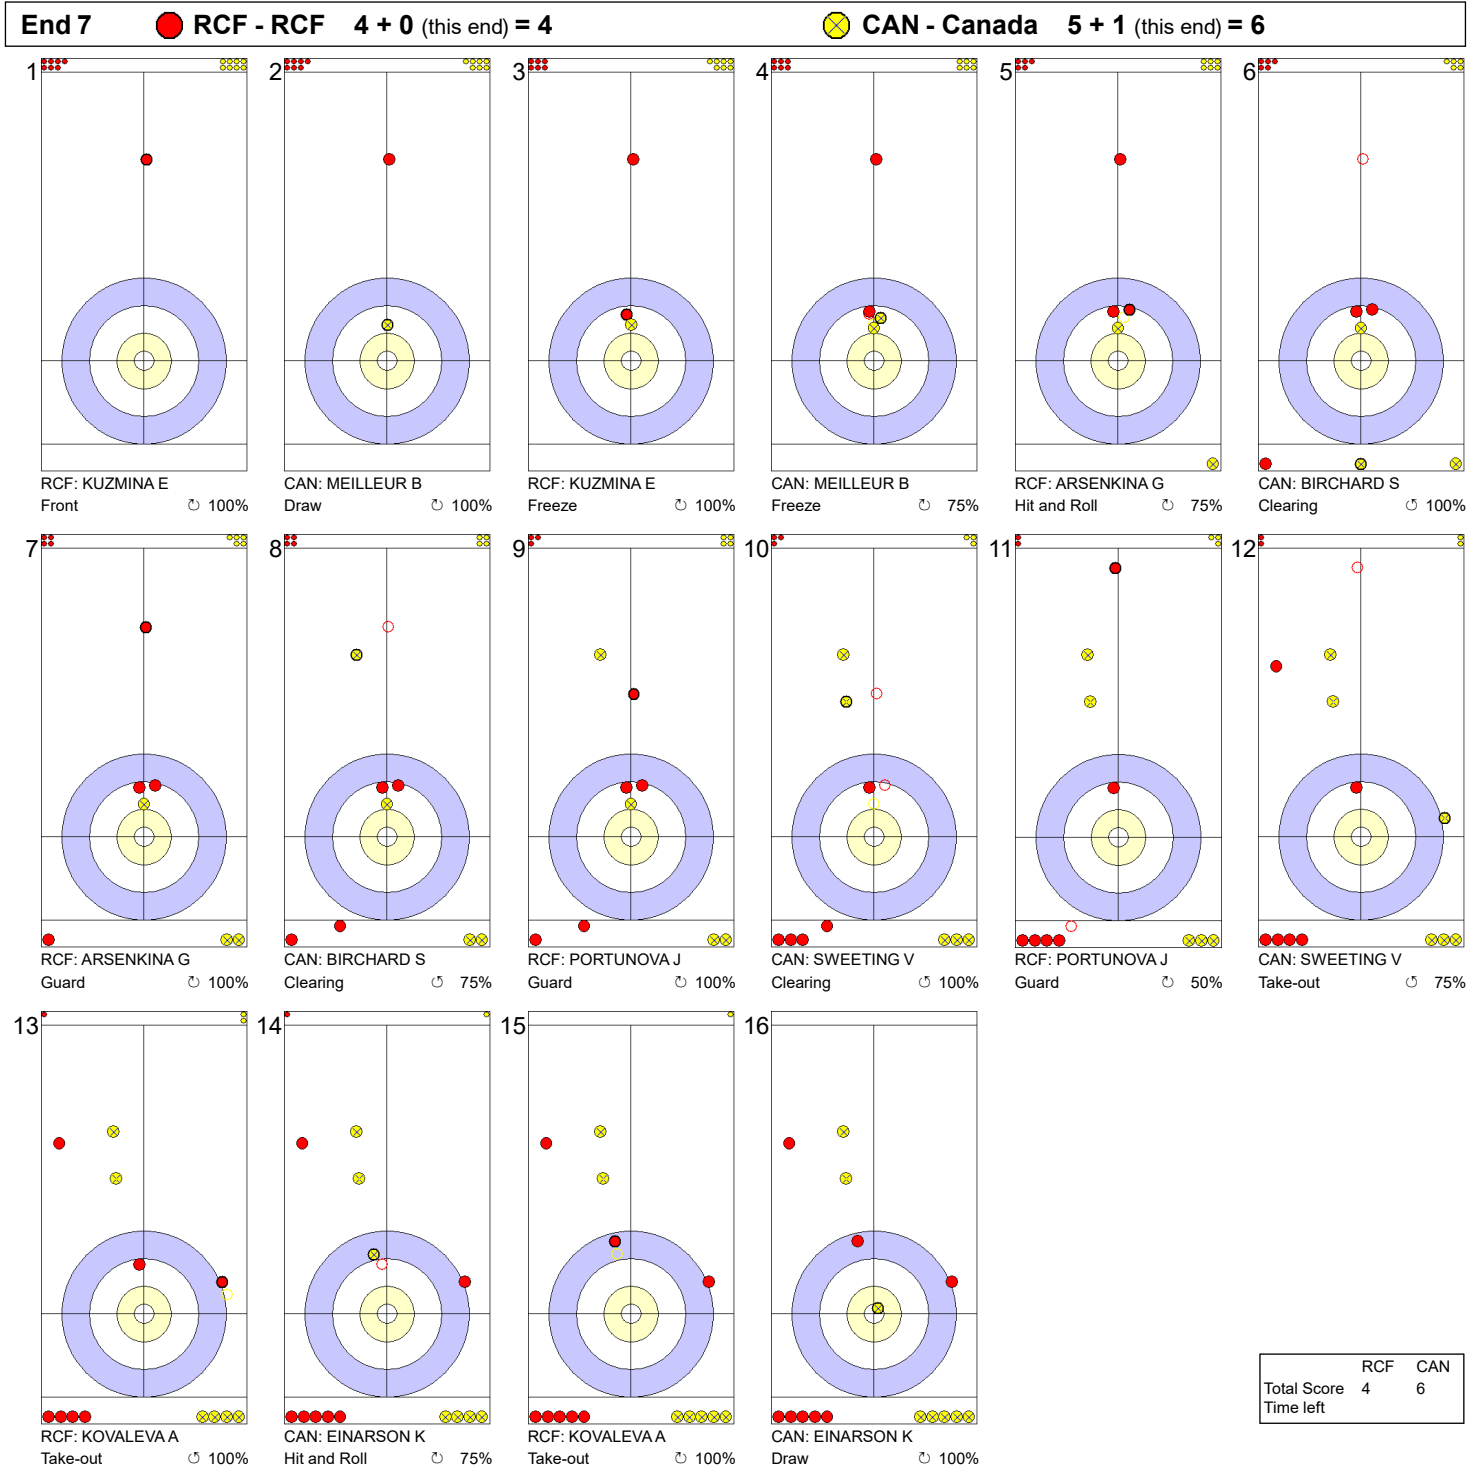 End 7 RCF - RCF 4 + 0 (this end) = 4 CAN - Canada 5 + 1 (this end) = 6
1 2 3 4 5 6
RCF: KUZMINA E CAN: MEILLEUR B RCF: KUZMINA E CAN: MEILLEUR B RCF: ARSENKINA G CAN: BIRCHARD S
Front ↻ 100% Draw ↺ 100% Freeze ↻ 100% Freeze ↺ 75% Hit and Roll ↻ 75% Clearing ↺ 100%
7 8 9 10 11 12
RCF: ARSENKINA G CAN: BIRCHARD S RCF: PORTUNOVA J CAN: SWEETING V RCF: PORTUNOVA J CAN: SWEETING V
Guard ↻ 100% Clearing ↺ 75% Guard ↻ 100% Clearing ↺ 100% Guard ↻ 50% Take-out ↻ 75%
13 14 15 16
RCF: KOVALEVA A CAN: EINARSON K RCF: KOVALEVA A CAN: EINARSON K
Take-out ↻ 100% Hit and Roll ↻ 75% Take-out ↻ 100% Draw ↻ 100%
RCF CAN
Total Score 4 6
Time left